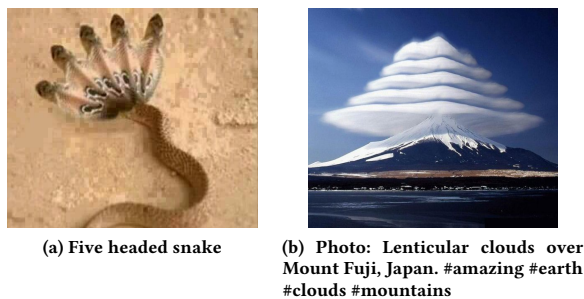 (a) Five headed snake
(b) Photo: Lenticular clouds over
Mount Fuji, Japan. #amazing #earth
#clouds #mountains